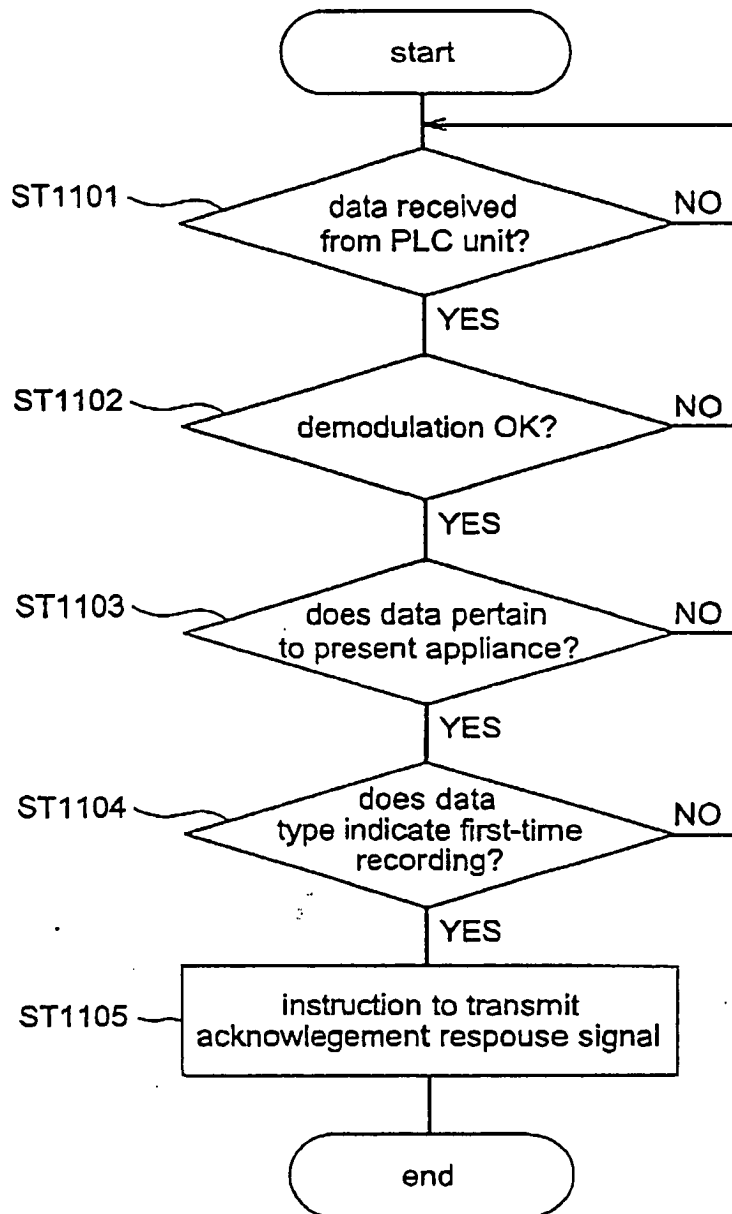 start
ST1101
data received
from PLC unit?
NO
YES
ST1102
demodulation OK?
NO
YES
ST1103
does data pertain
to present appliance?
NO
YES
ST1104
does data
type indicate first-time
recording?
NO
YES
ST1105
instruction to transmit
acknowlegement respouse signal
end